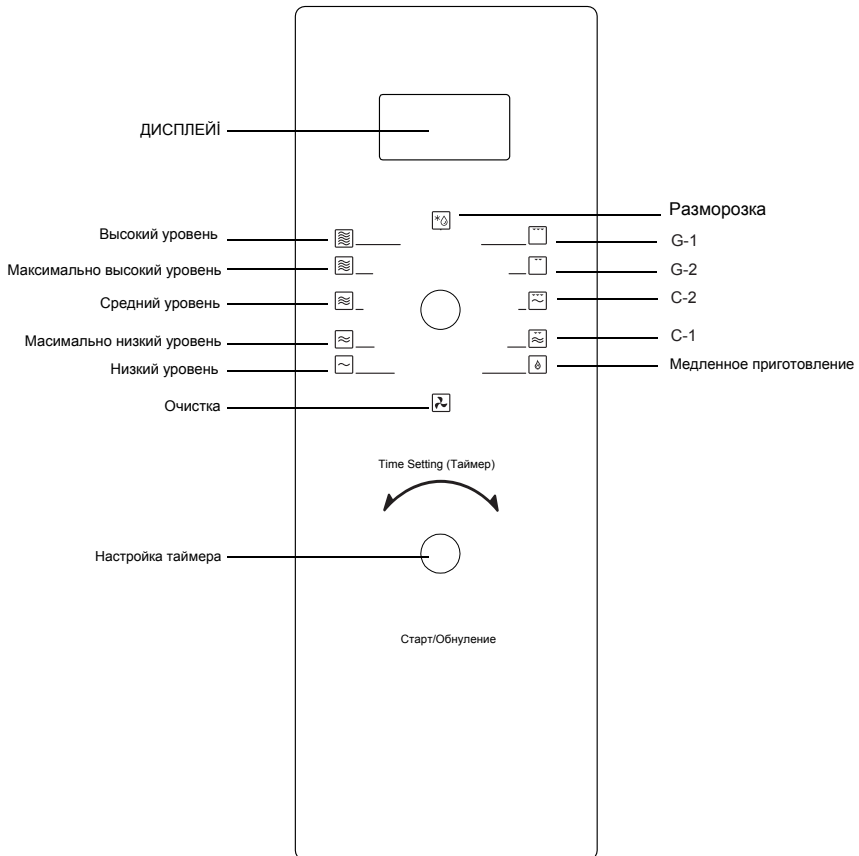 ДИСПЛЕЙİ
Разморозка
Высокий уровень
G-1
Максимально высокий уровень
G-2
Средний уровень
C-2
Масимально низкий уровень
C-1
Низкий уровень
Медленное приготовление
Очистка
Time Setting (Таймер)
Настройка таймера
Старт/Обнуление